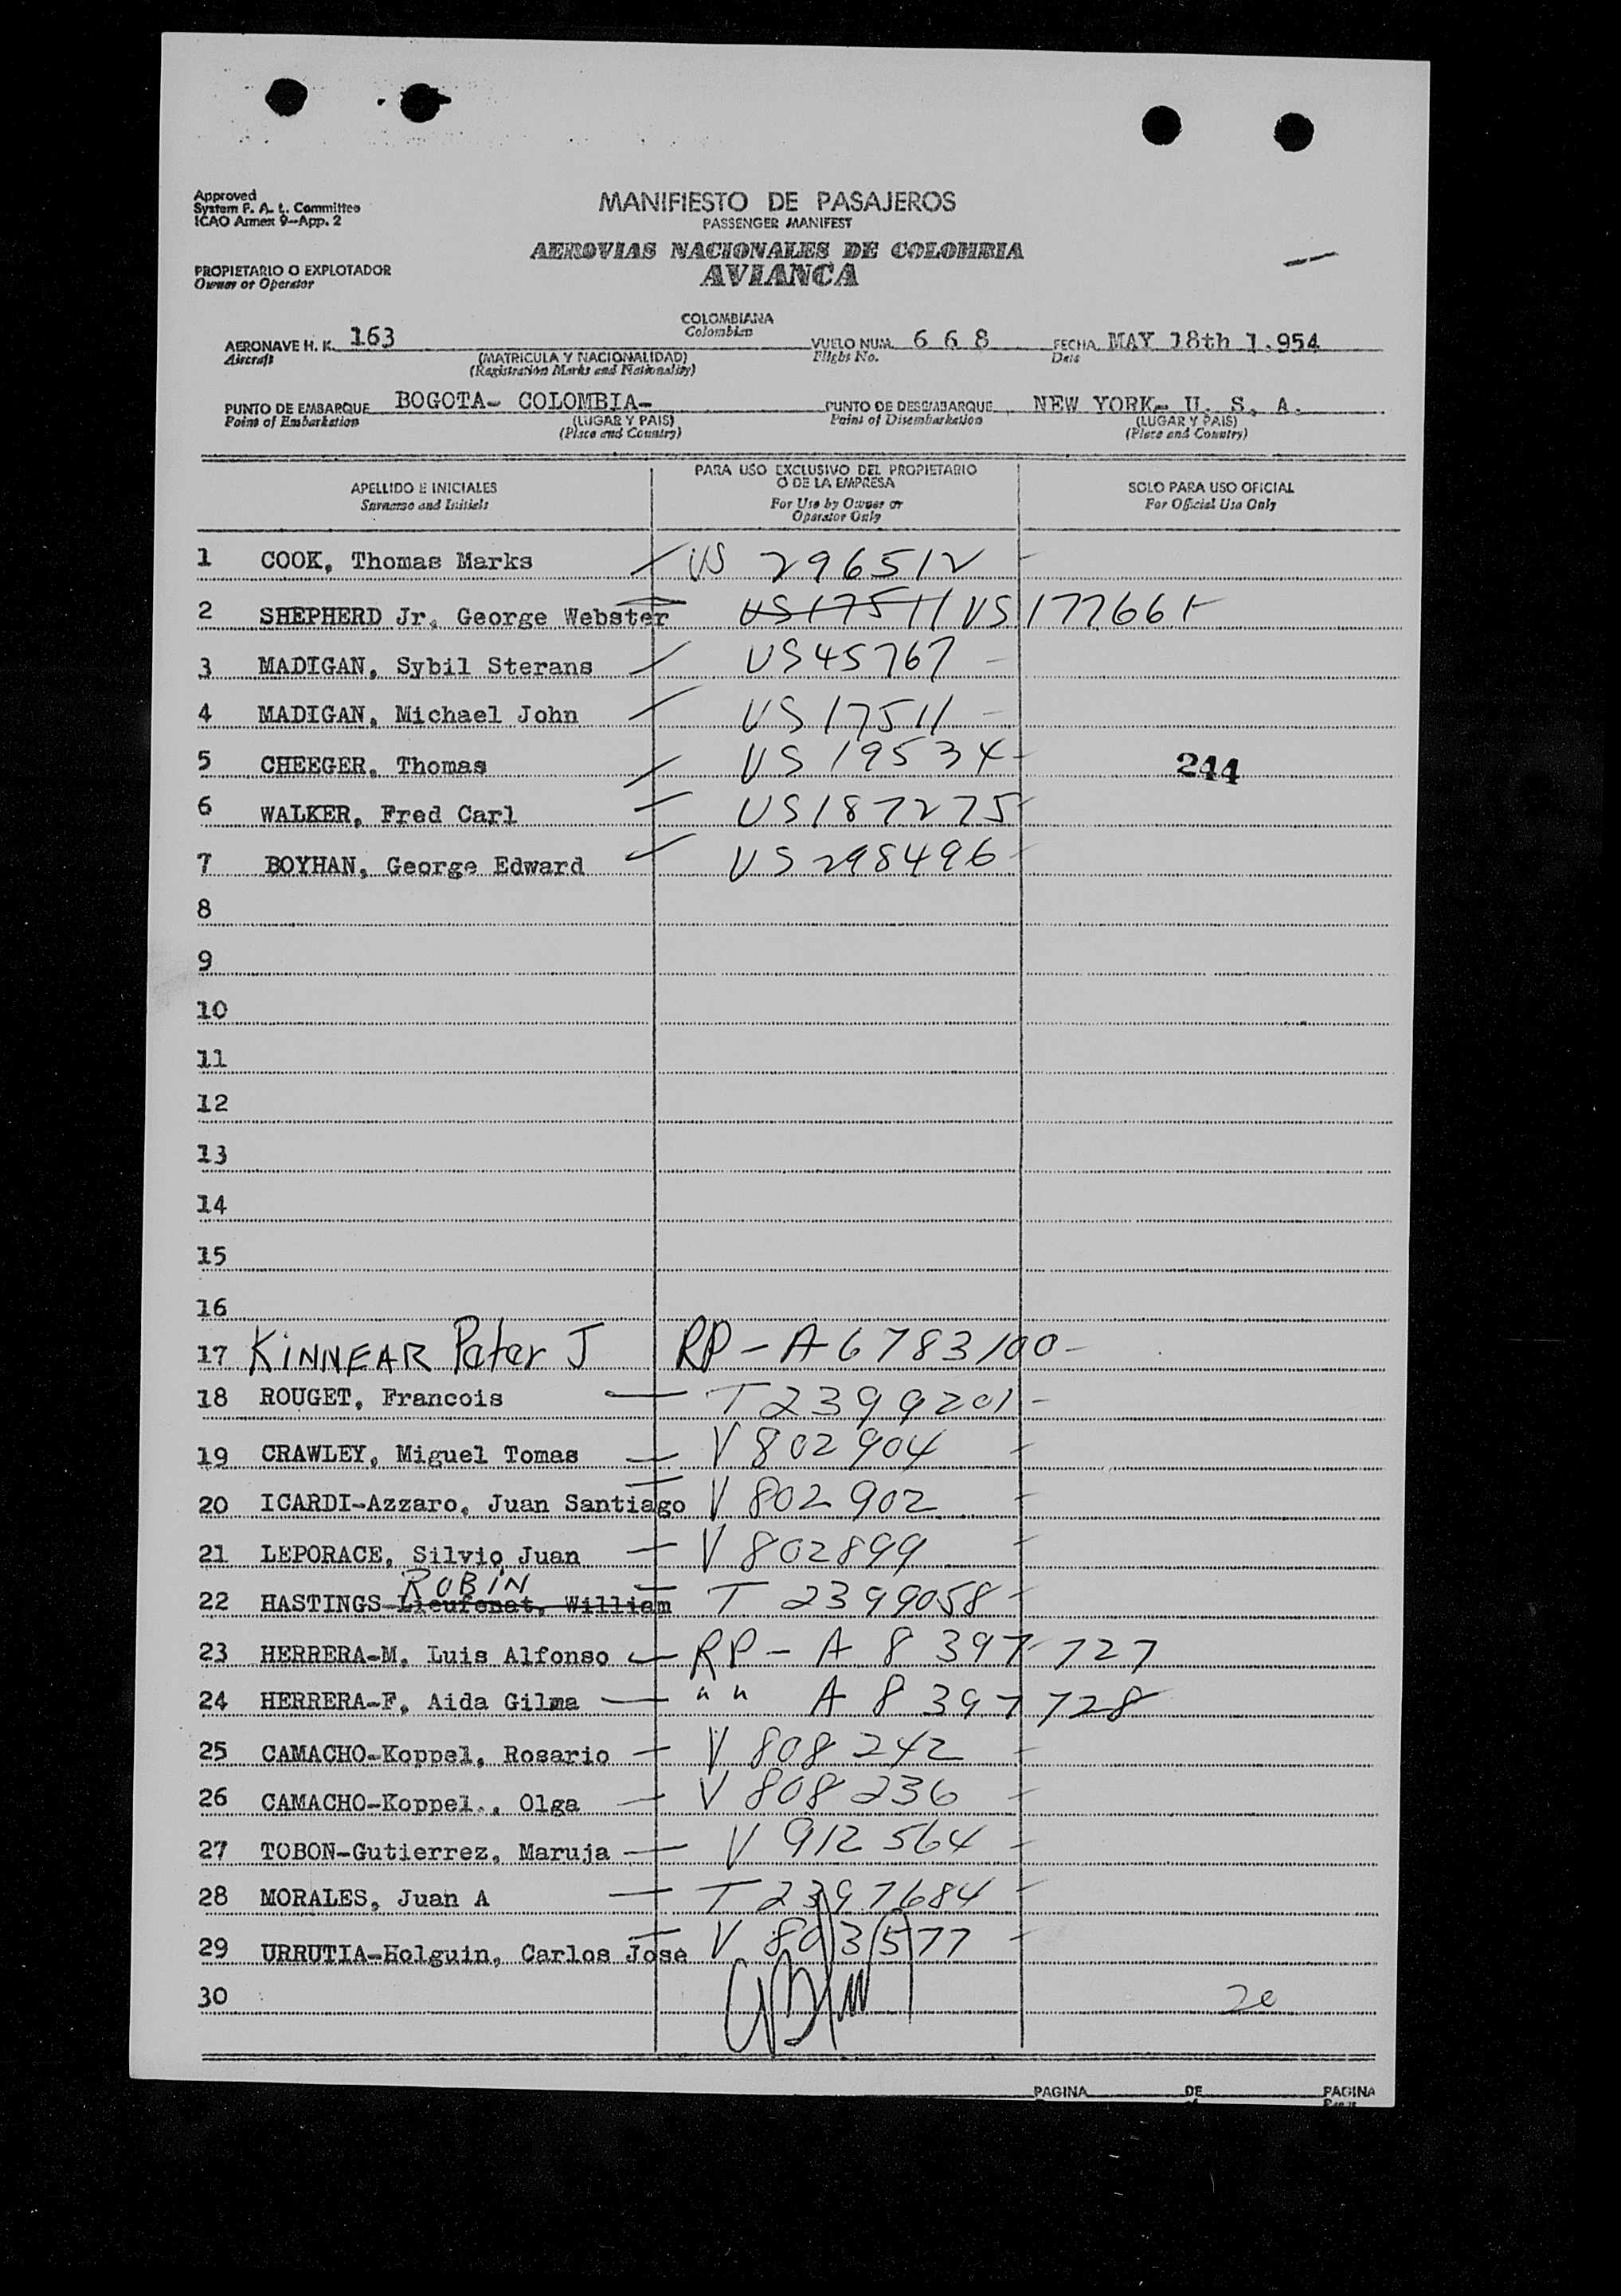 Approved
System F. A. L. Committee
ICAO Annex 9--App. 2
MANIFIESTO DE PASAJEROS
PASSENGER MANIFEST
AEROVIAS NACIONALES DE COLOMBIA
AVIANCA
PROPIETARIO O EXPLOTADOR
Owner or Operator
COLOMBIANA
Colombian
AERONAVE H. K. 163 VUELO NUM. 6 6 8 FECHA MAY 18th 1.954
Aircraft (MATRICULA Y NACIONALIDAD) Flight No. Date
(Registration Marks and Nationality)
PUNTO DE EMBARQUE BOGOTA- COLOMBIA- PUNTO DE DESEMBARQUE NEW YORK- U. S. A.
Point of Embarkation (LUGAR Y PAIS) Point of Disembarkation (LUGAR Y PAIS)
(Place and Country) (Place and Country)
APELLIDO E INICIALES
Surname and Initials
PARA USO EXCLUSIVO DEL PROPIETARIO
O DE LA EMPRESA
For Use by Owner or
Operator Only
SOLO PARA USO OFICIAL
For Official Use Only
1 COOK, Thomas Marks US 296512
2 SHEPHERD Jr. George Webster US17511 US177661
3 MADIGAN, Sybil Sterans US45767
4 MADIGAN, Michael John US17511
5 CHEEGER, Thomas US 19534 244
6 WALKER, Fred Carl US187275
7 BOYHAN, George Edward US298496
8
9
10
11
12
13
14
15
16
17 KINNEAR Peter J RP-A6783100-
18 ROUGET, Francois T2399201-
19 CRAWLEY, Miguel Tomas V 802904
20 ICARDI-Azzaro, Juan Santiago V 802902
21 LEPORACE, Silvio Juan V 802899
ROBIN
22 HASTINGS-Lieufenat, William T 2399058
23 HERRERA-M. Luis Alfonso RP-A 8397727
24 HERRERA-F, Aida Gilma " " A 8397728
25 CAMACHO-Koppel, Rosario V 808242
26 CAMACHO-Koppel., Olga V 808236
27 TOBON-Gutierrez, Maruja V 912564
28 MORALES, Juan A T 2397684
29 URRUTIA-Holguin, Carlos Jose V 803577
30 20
PAGINA DE PAGINA